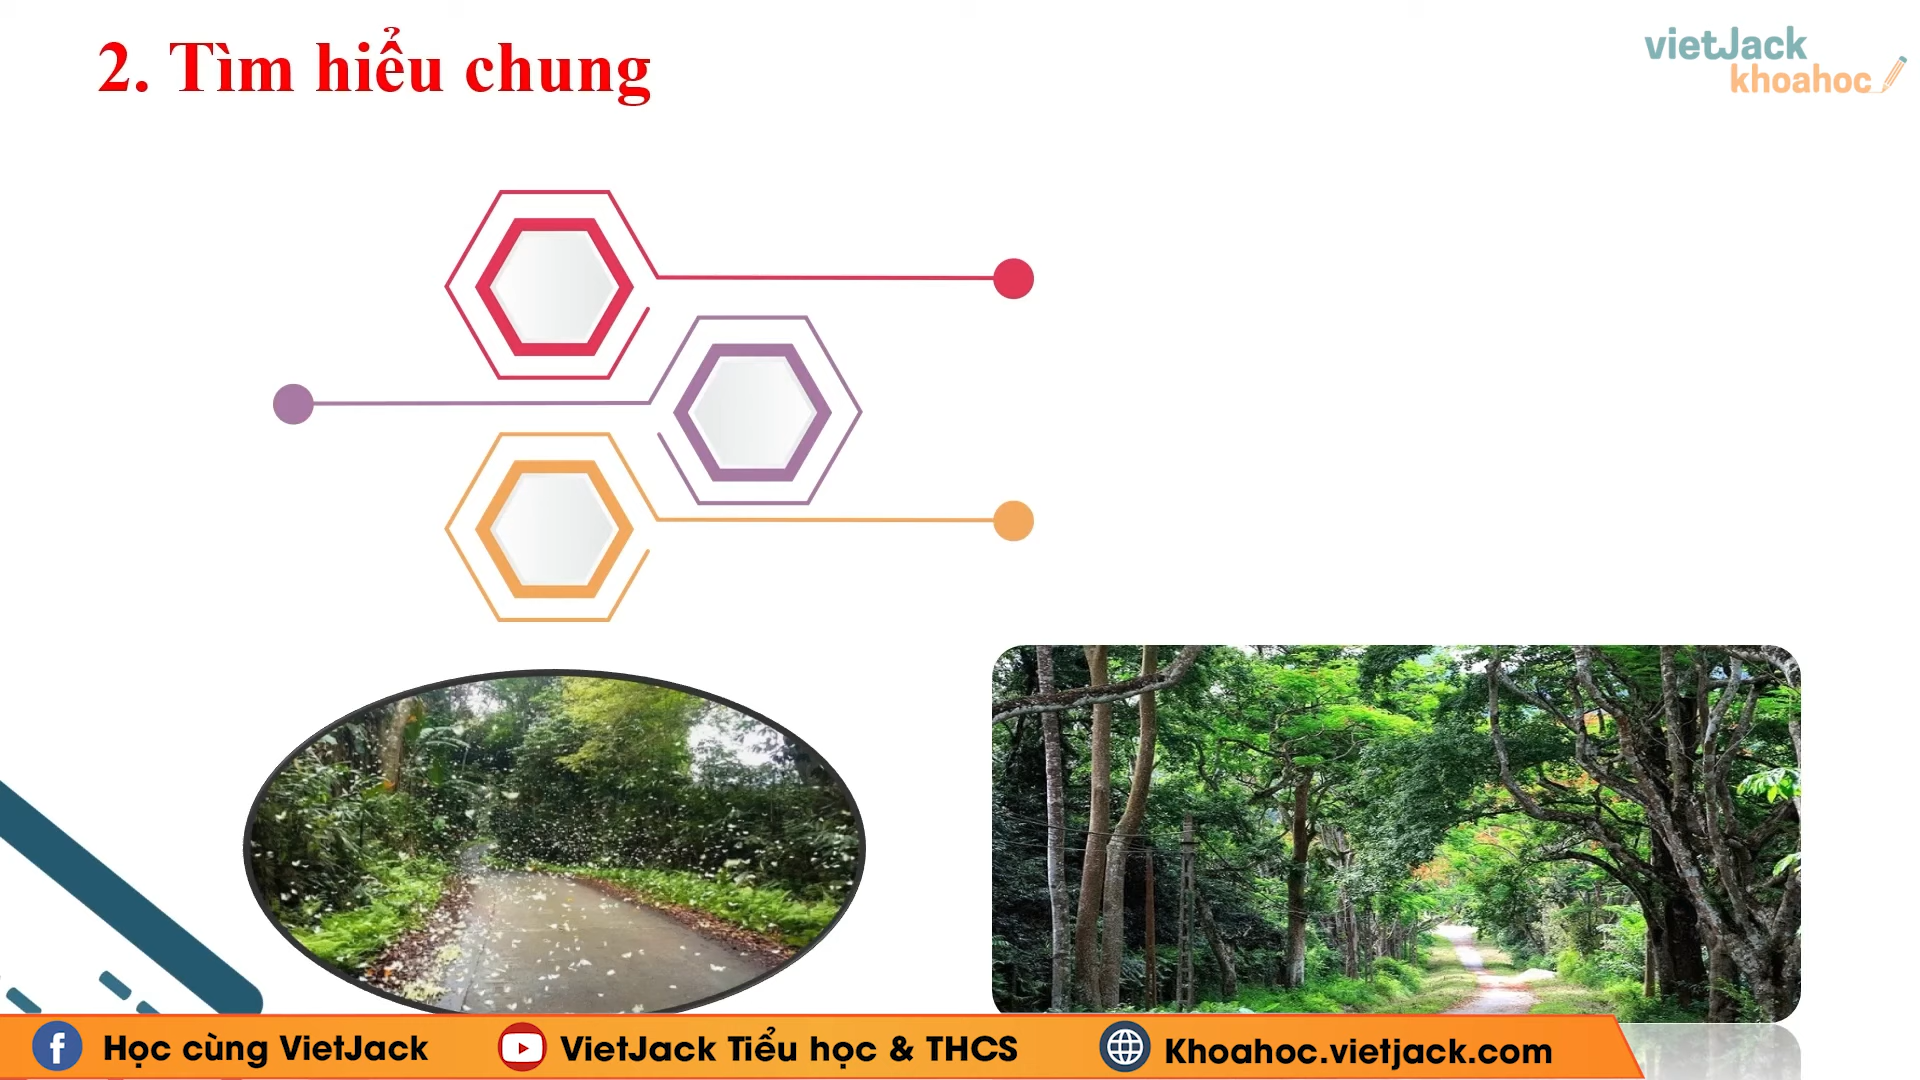 2. Tìm hiểu chung
vietJack
khoahoc
Học cùng VietJack
VietJack Tiểu học & THCS
Khoahoc.vietjack.com